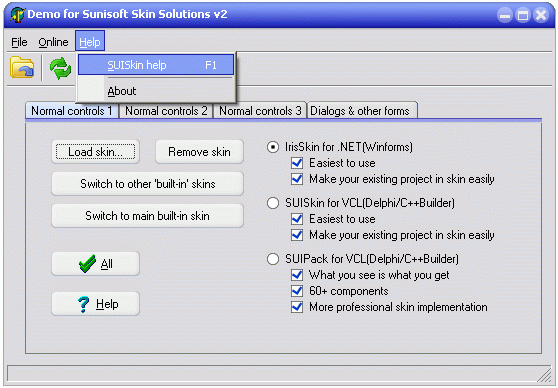 Demo for Sunisoft Skin Solutions v2
File Online Help
SUISkin help F1
About
Normal controls 1 Normal controls 2 Normal controls 3 Dialogs & other forms
Load skin... Remove skin
Switch to other 'built-in' skins
Switch to main built-in skin
All
Help
IrisSkin for .NET(Winforms)
Easiest to use
Make your existing project in skin easily
SUISkin for VCL(Delphi/C++Builder)
Easiest to use
Make your existing project in skin easily
SUIPack for VCL(Delphi/C++Builder)
What you see is what you get
60+ components
More professional skin implementation